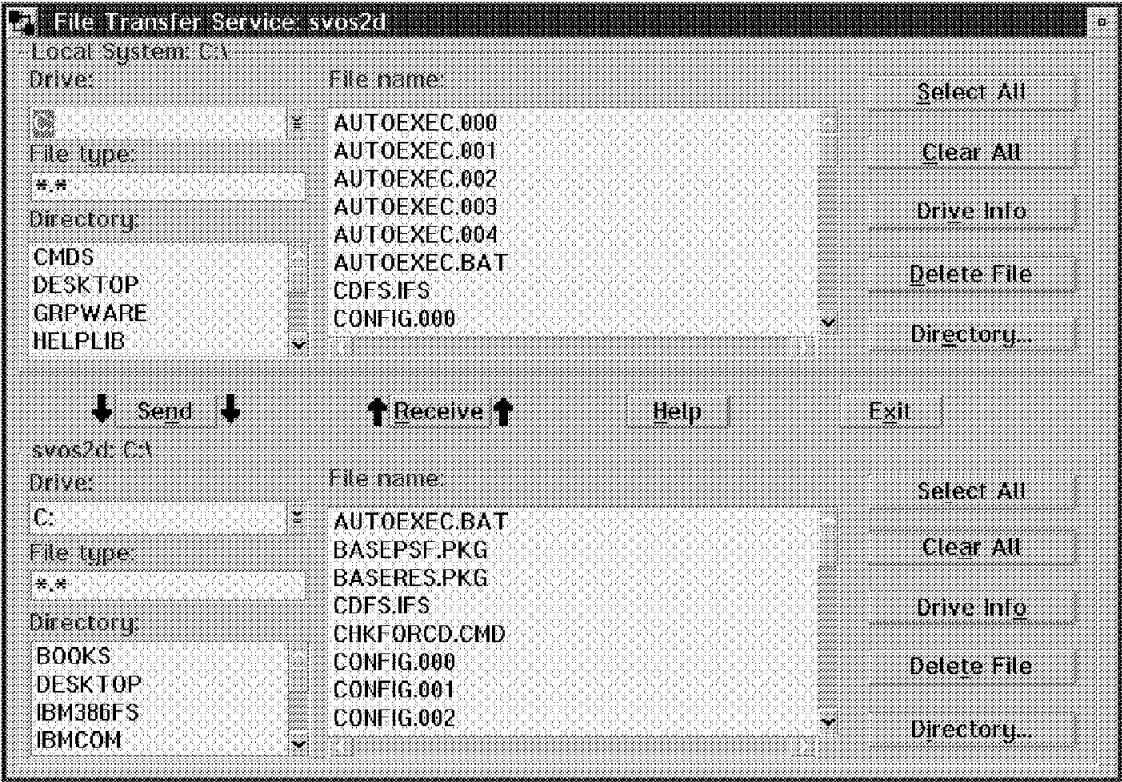 File Transfer Service: svos2d
Local System: C:\
Drive:
File type:
*.*
Directory:
CMDS
DESKTOP
GRPWARE
HELPLIB
File name:
AUTOEXEC.000
AUTOEXEC.001
AUTOEXEC.002
AUTOEXEC.003
AUTOEXEC.004
AUTOEXEC.BAT
CDFS.IFS
CONFIG.000
Select All
Clear All
Drive Info
Delete File
Directory...
Send
Receive
Help
Exit
svos2d: C:\
Drive:
C:
File type:
*.*
Directory:
BOOKS
DESKTOP
IBM386FS
IBMCOM
File name:
AUTOEXEC.BAT
BASEPSF.PKG
BASERES.PKG
CDFS.IFS
CHKFORCD.CMD
CONFIG.000
CONFIG.001
CONFIG.002
Select All
Clear All
Drive Info
Delete File
Directory...